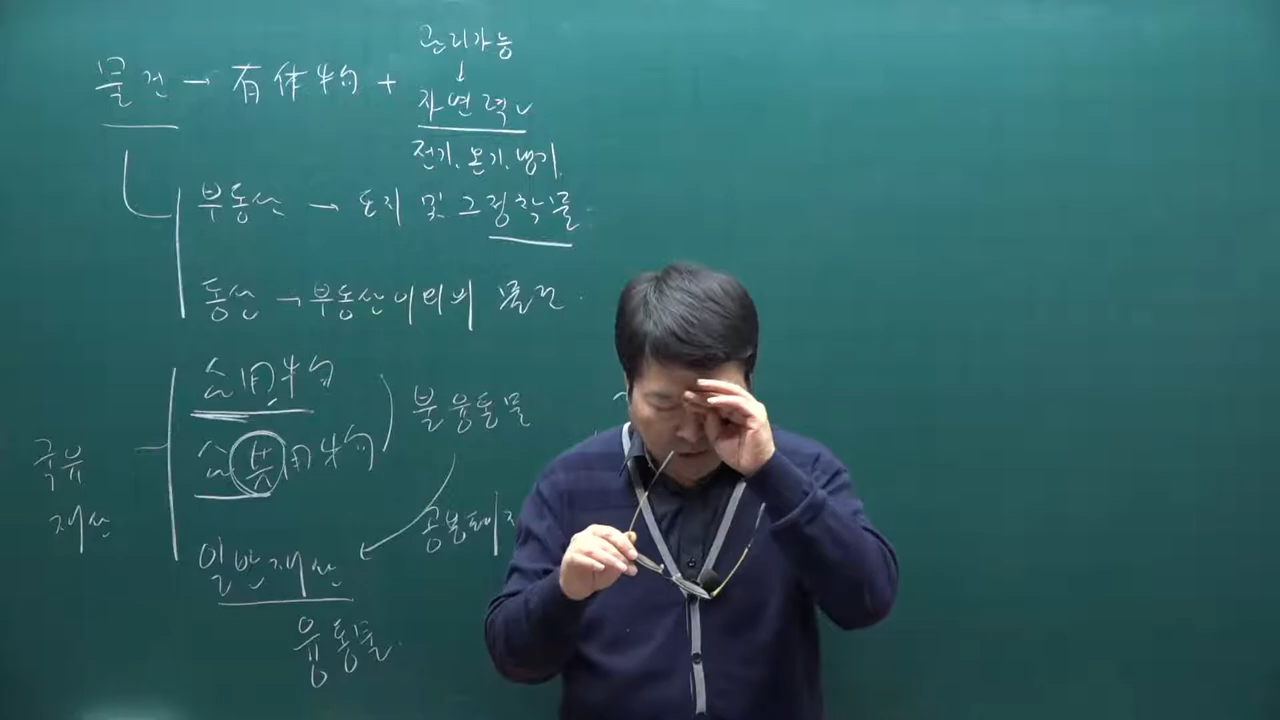 관리가능
↓
물건 → 有体物 + 자연력
전기, 온기, 냉기,
부동산 → 토지 및 그 정착물
동산 → 부동산 이외의 물건.
公用物
公共用物
불융통물
국유
재산
공용폐지
일반재산
융통물.